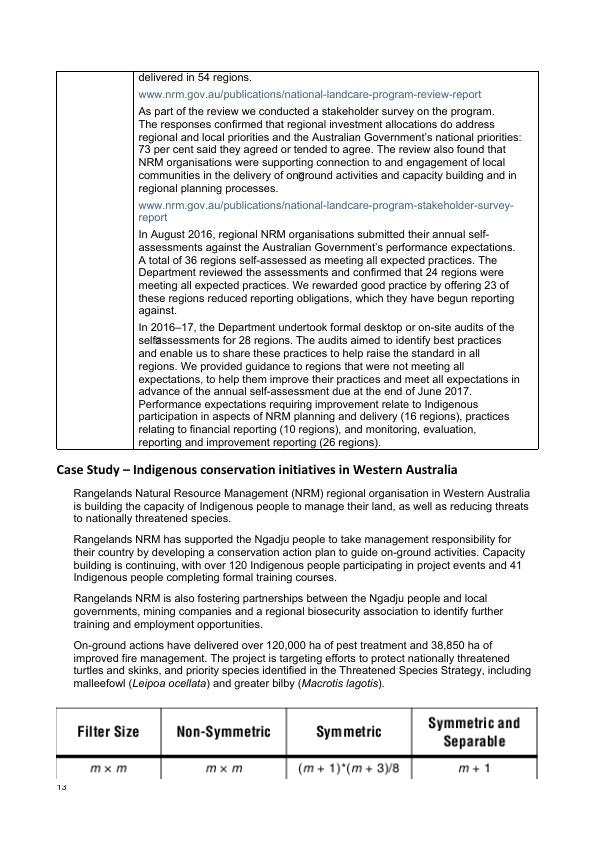 delivered in 54 regions.
www.nrm.gov.au/publications/national-landcare-program-review-report
As part of the review we conducted a stakeholder survey on the program.
The responses confirmed that regional investment allocations do address
regional and local priorities and the Australian Government's national priorities:
73 per cent said they agreed or tended to agree. The review also found that
NRM organisations were supporting connection to and engagement of local
communities in the delivery of onground activities and capacity building and in
regional planning processes.
www.nrm.gov.au/publications/national-landcare-program-stakeholder-survey-
report
In August 2016, regional NRM organisations submitted their annual self-
assessments against the Australian Government's performance expectations.
A total of 36 regions self-assessed as meeting all expected practices. The
Department reviewed the assessments and confirmed that 24 regions were
meeting all expected practices. We rewarded good practice by offering 23 of
these regions reduced reporting obligations, which they have begun reporting
against.
In 2016–17, the Department undertook formal desktop or on-site audits of the
selfassessments for 28 regions. The audits aimed to identify best practices
and enable us to share these practices to help raise the standard in all
regions. We provided guidance to regions that were not meeting all
expectations, to help them improve their practices and meet all expectations in
advance of the annual self-assessment due at the end of June 2017.
Performance expectations requiring improvement relate to Indigenous
participation in aspects of NRM planning and delivery (16 regions), practices
relating to financial reporting (10 regions), and monitoring, evaluation,
reporting and improvement reporting (26 regions).
Case Study – Indigenous conservation initiatives in Western Australia
Rangelands Natural Resource Management (NRM) regional organisation in Western Australia
is building the capacity of Indigenous people to manage their land, as well as reducing threats
to nationally threatened species.
Rangelands NRM has supported the Ngadju people to take management responsibility for
their country by developing a conservation action plan to guide on-ground activities. Capacity
building is continuing, with over 120 Indigenous people participating in project events and 41
Indigenous people completing formal training courses.
Rangelands NRM is also fostering partnerships between the Ngadju people and local
governments, mining companies and a regional biosecurity association to identify further
training and employment opportunities.
On-ground actions have delivered over 120,000 ha of pest treatment and 38,850 ha of
improved fire management. The project is targeting efforts to protect nationally threatened
turtles and skinks, and priority species identified in the Threatened Species Strategy, including
malleefowl (Leipoa ocellata) and greater bilby (Macrotis lagotis).
Filter Size Non-Symmetric Symmetric Symmetric and
Separable
m × m m × m (m + 1)*(m + 3)/8 m + 1
13